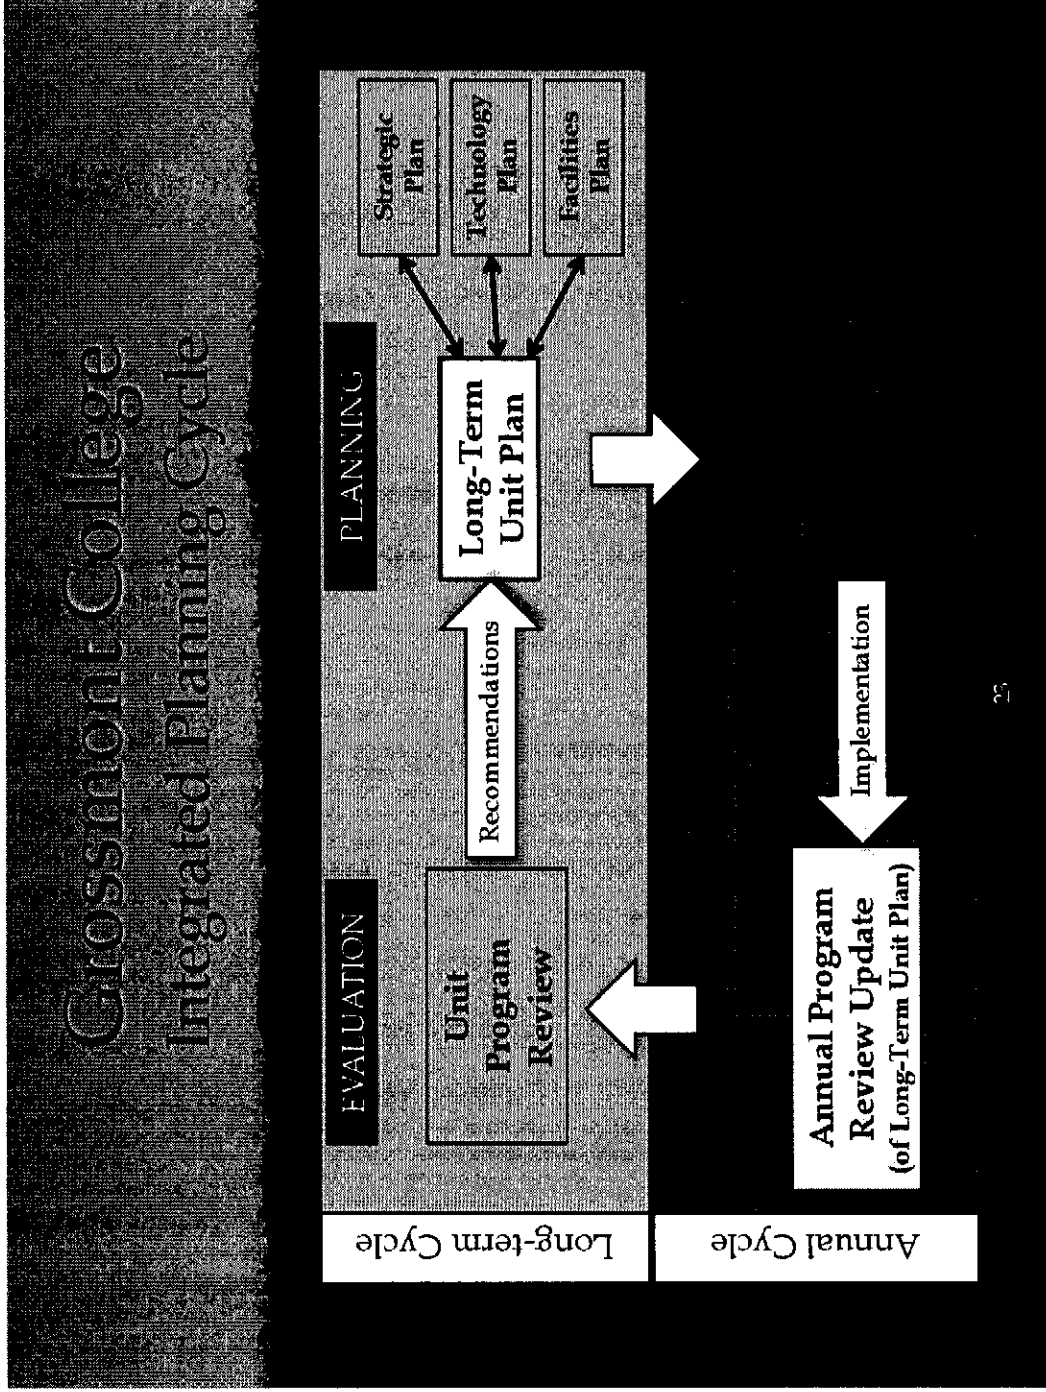 Grossmont College
Integrated Planning Cycle
EVALUATION
PLANNING
Long-term Cycle
Unit
Program
Review
Recommendations
Long-Term
Unit Plan
Strategic
Plan
Technology
Plan
Facilities
Plan
Annual Cycle
Annual Program
Review Update
(of Long-Term Unit Plan)
Implementation
23